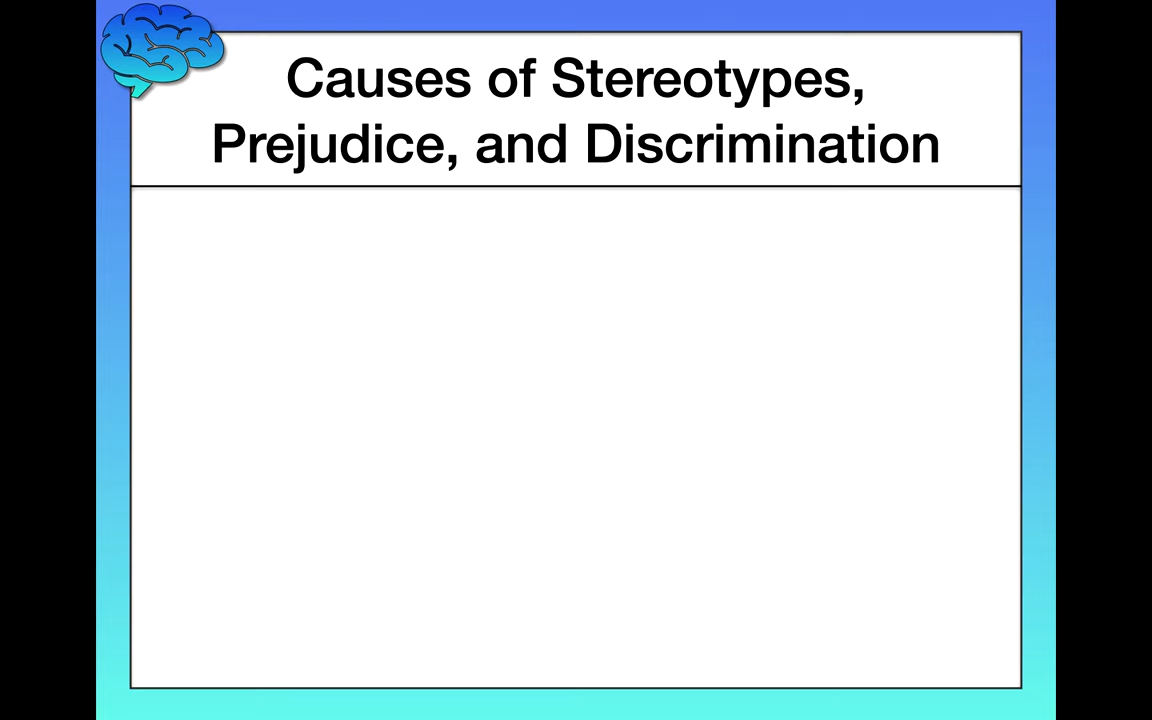 Causes of Stereotypes,
Prejudice, and Discrimination